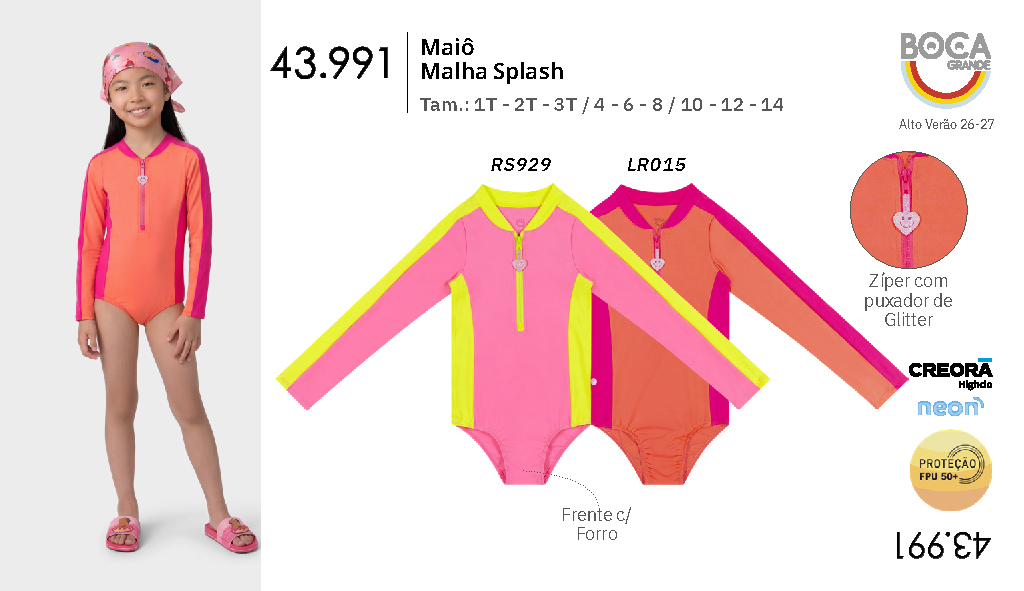 43.991
Maiô
Malha Splash
Tam.: 1T - 2T - 3T / 4 - 6 - 8 / 10 - 12 - 14
BOCA
GRANDE
Alto Verão 26-27
RS929
LR015
Zíper com
puxador de
Glitter
CREORA
Highclo
neon
PROTEÇÃO
FPU 50+
Frente c/
Forro
43.991